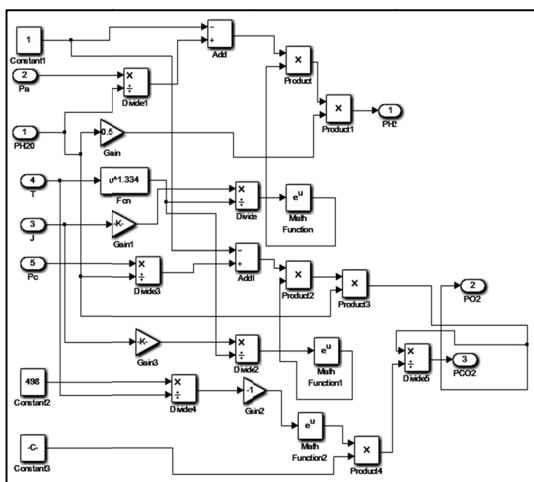 1
Constant1
−
+
Add
×
Product
2
Pa
×
÷
Divide1
×
Product1
1
PH2
1
PH20
0.5
Gain
4
T
u^1.334
Fcn
×
÷
Divide
e^u
Math
Function
3
J
-K-
Gain1
5
Pc
×
÷
Divide3
−
+
Add1
×
Product2
×
Product3
2
PO2
-K-
Gain3
×
÷
Divide2
e^u
Math
Function1
×
÷
Divide5
3
PCO2
498
Constant2
×
÷
Divide4
-1
Gain2
e^u
Math
Function2
×
Product4
-C-
Constant3